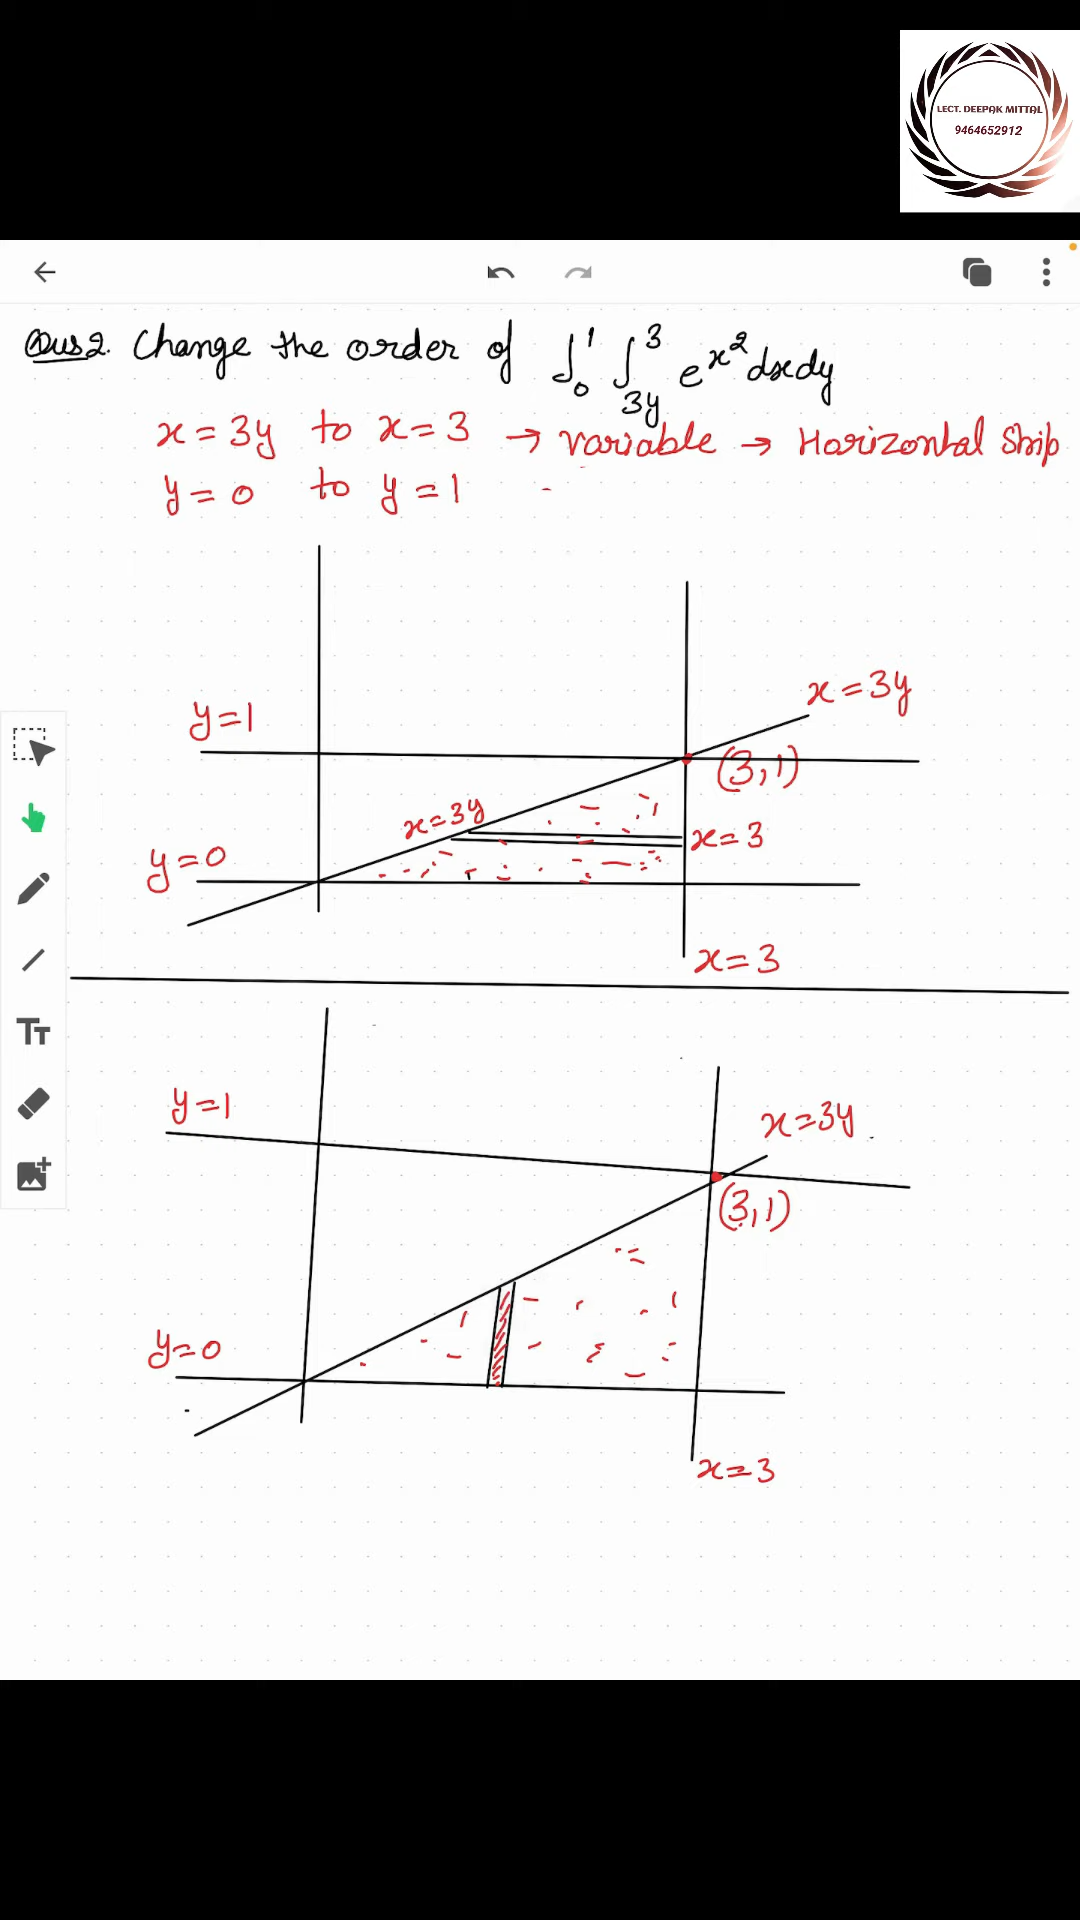 LECT. DEEPAK MITTAL
9464652912
Ques2. Change the order of ∫₀¹ ∫₃ᵧ³ e^x² dxdy
x = 3y to x = 3 → variable → Horizontal Strip
y = 0 to y = 1 -
x = 3y
y=1
(3,1)
x=3y
x=3
y=0
x=3
y=1
x=3y
(3,1)
y=0
x=3
TT